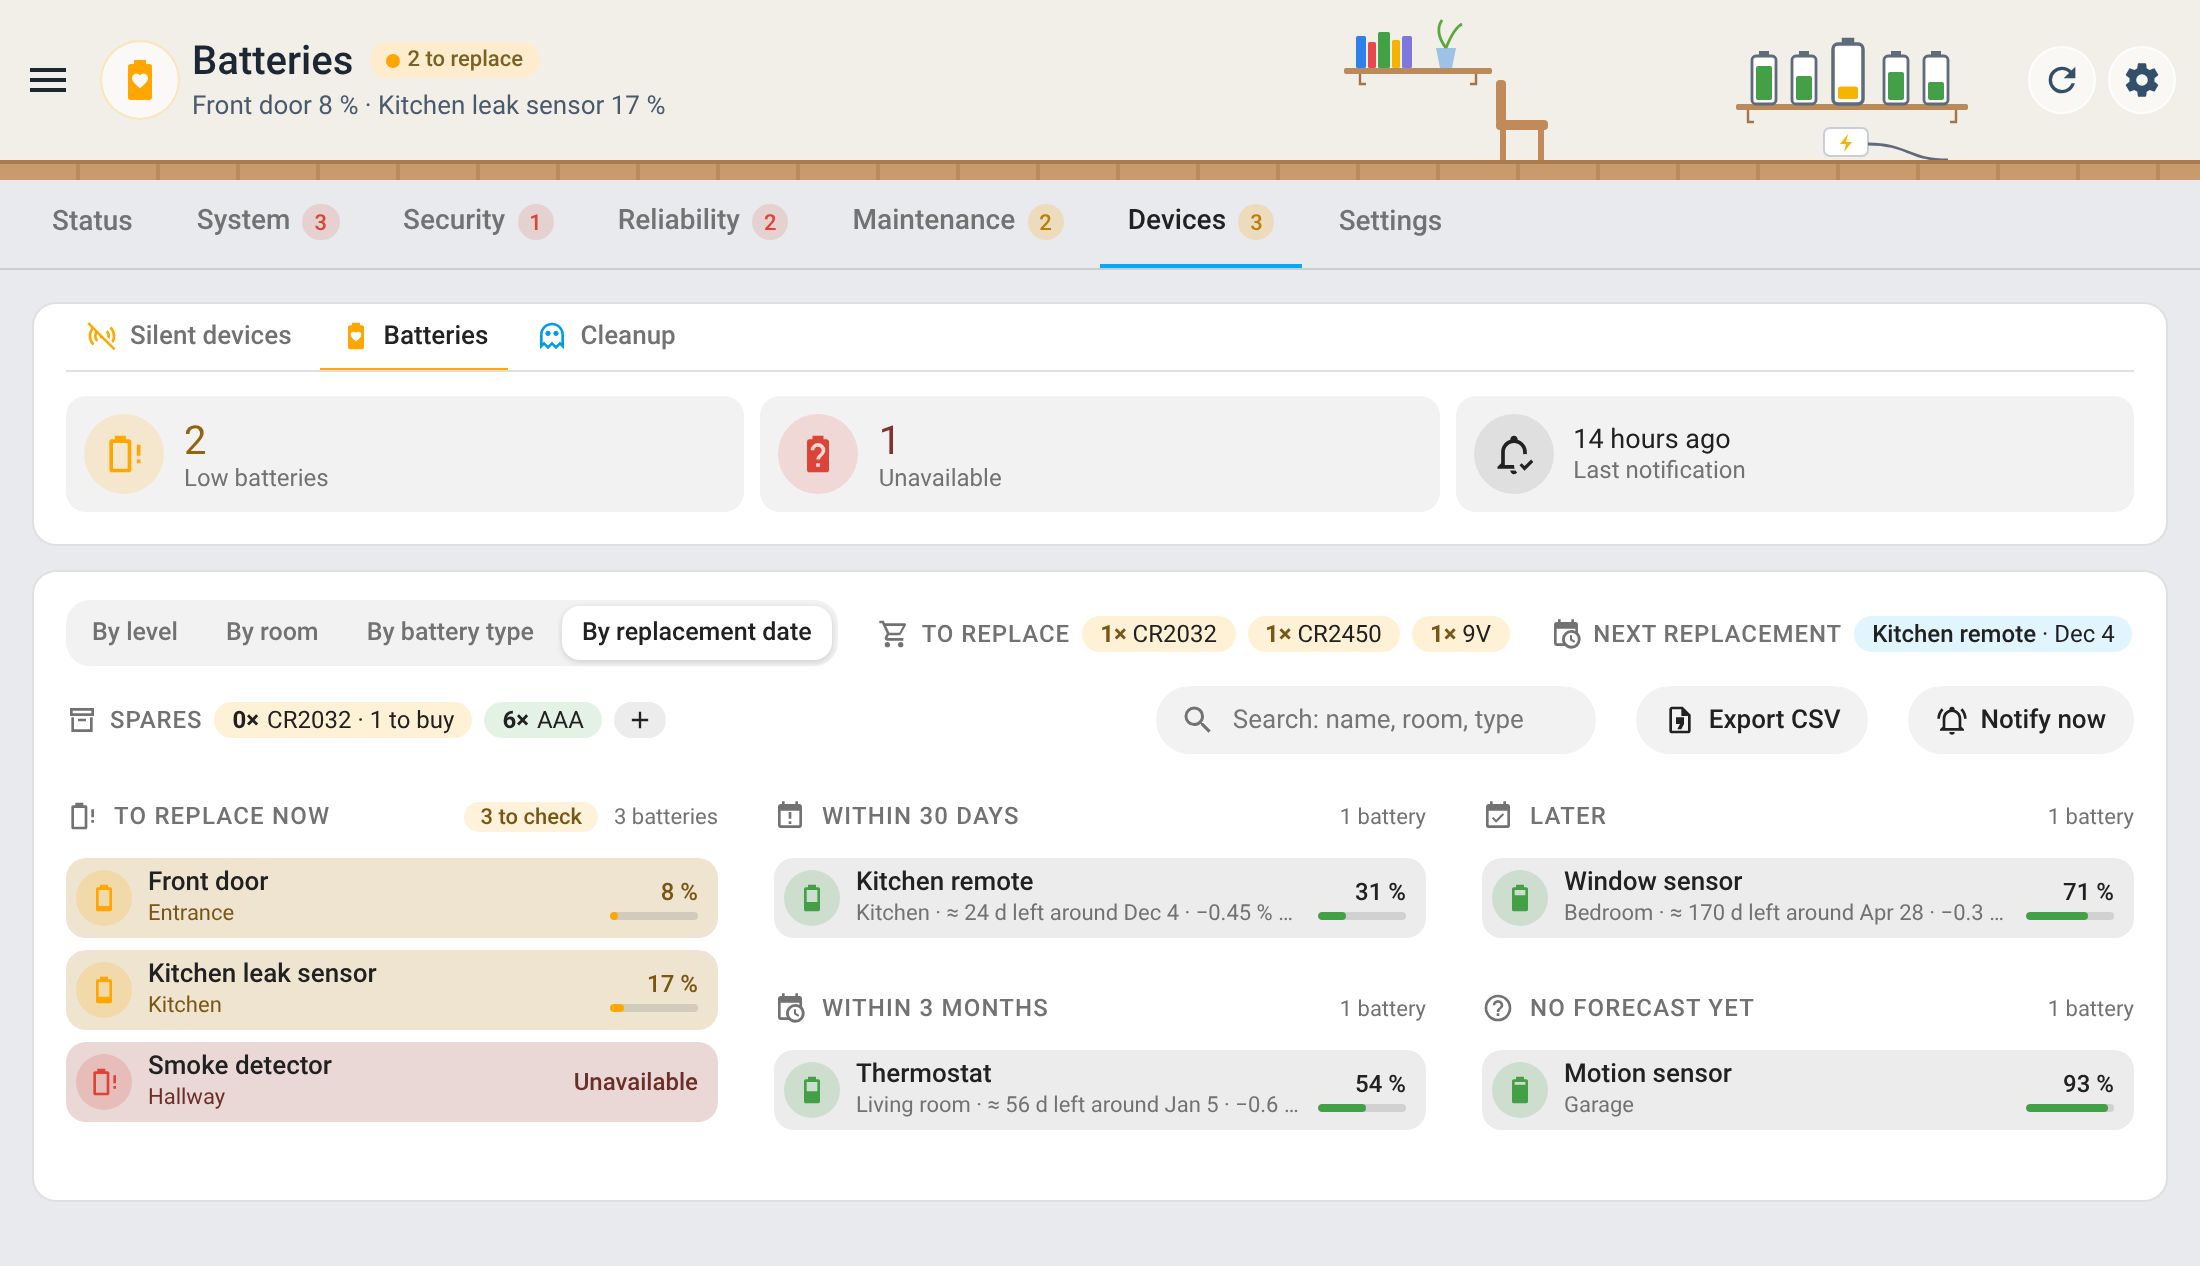 Batteries
2 to replace
Front door 8 % · Kitchen leak sensor 17 %
Status
System 3
Security 1
Reliability 2
Maintenance 2
Devices 3
Settings
Silent devices
Batteries
Cleanup
2
Low batteries
1
Unavailable
14 hours ago
Last notification
By level
By room
By battery type
By replacement date
TO REPLACE 1× CR2032 1× CR2450 1× 9V
NEXT REPLACEMENT Kitchen remote · Dec 4
SPARES 0× CR2032 · 1 to buy 6× AAA +
Search: name, room, type
Export CSV
Notify now
TO REPLACE NOW 3 to check 3 batteries
Front door
Entrance
8 %
Kitchen leak sensor
Kitchen
17 %
Smoke detector
Hallway
Unavailable
WITHIN 30 DAYS 1 battery
Kitchen remote
Kitchen · ≈ 24 d left around Dec 4 · −0.45 % ...
31 %
WITHIN 3 MONTHS 1 battery
Thermostat
Living room · ≈ 56 d left around Jan 5 · −0.6 ...
54 %
LATER 1 battery
Window sensor
Bedroom · ≈ 170 d left around Apr 28 · −0.3 ...
71 %
NO FORECAST YET 1 battery
Motion sensor
Garage
93 %